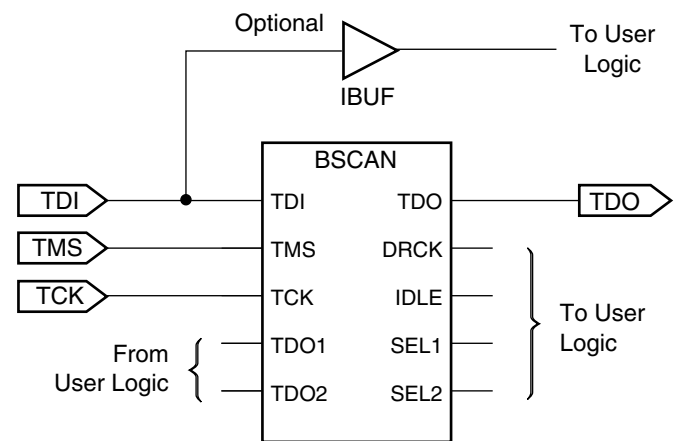 Optional
To User
Logic
IBUF
BSCAN
TDI
TDI
TDO
TDO
TMS
TMS
DRCK
TCK
TCK
IDLE
To User
Logic
From
User Logic
TDO1
SEL1
TDO2
SEL2